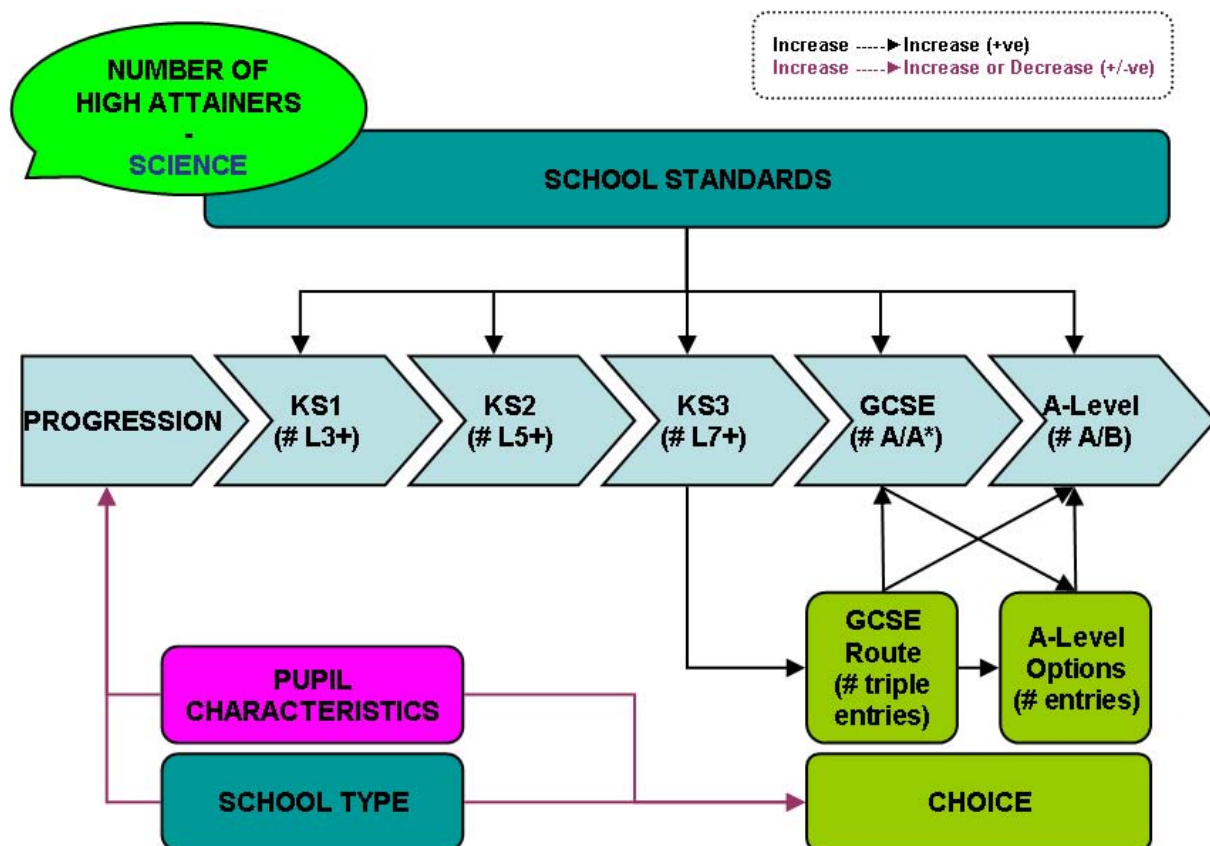 NUMBER OF
HIGH ATTAINERS
-
SCIENCE
Increase -----► Increase (+ve)
Increase -----► Increase or Decrease (+/-ve)
SCHOOL STANDARDS
PROGRESSION
KS1
(# L3+)
KS2
(# L5+)
KS3
(# L7+)
GCSE
(# A/A*)
A-Level
(# A/B)
GCSE
Route
(# triple
entries)
A-Level
Options
(# entries)
PUPIL
CHARACTERISTICS
SCHOOL TYPE
CHOICE